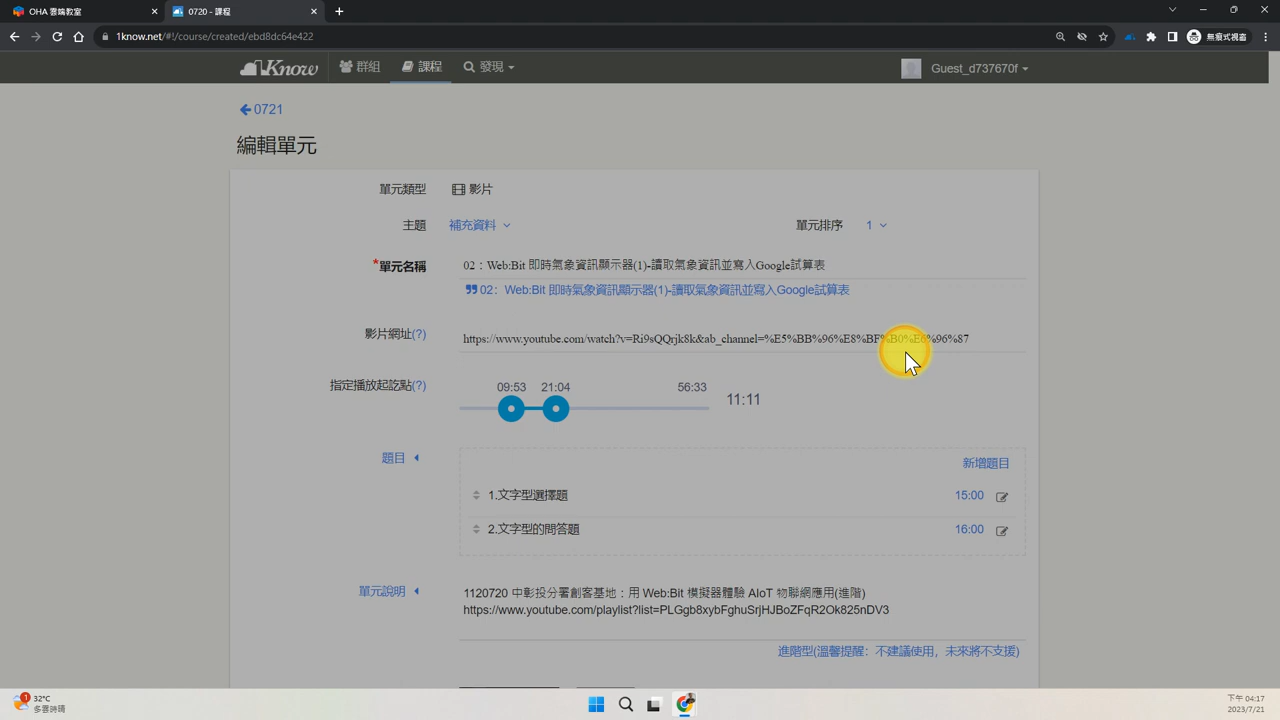 OHA 雲端教室
0720 - 課程
1know.net/#!/course/created/ebd8dc64e422
無痕式視窗
1Know
群組
課程
發現
Guest_d737670f
0721
編輯單元
單元類型
影片
主題
補充資料
單元排序
1
*單元名稱
02：Web:Bit 即時氣象資訊顯示器(1)-讀取氣象資訊並寫入Google試算表
02：Web:Bit 即時氣象資訊顯示器(1)-讀取氣象資訊並寫入Google試算表
影片網址(?)
https://www.youtube.com/watch?v=Ri9sQQrjk8k&ab_channel=%E5%BB%96%E8%BF%B0%E6%96%87
指定播放起訖點(?)
09:53
21:04
56:33
11:11
題目
新增題目
1.文字型選擇題
15:00
2.文字型的問答題
16:00
單元說明
1120720 中彰投分署創客基地：用 Web:Bit 模擬器體驗 AIoT 物聯網應用(進階)
https://www.youtube.com/playlist?list=PLGgb8xybFghuSrjHJBoZFqR2Ok825nDV3
進階型(溫馨提醒：不建議使用，未來將不支援)
1
32°C
多雲時晴
下午 04:17
2023/7/21